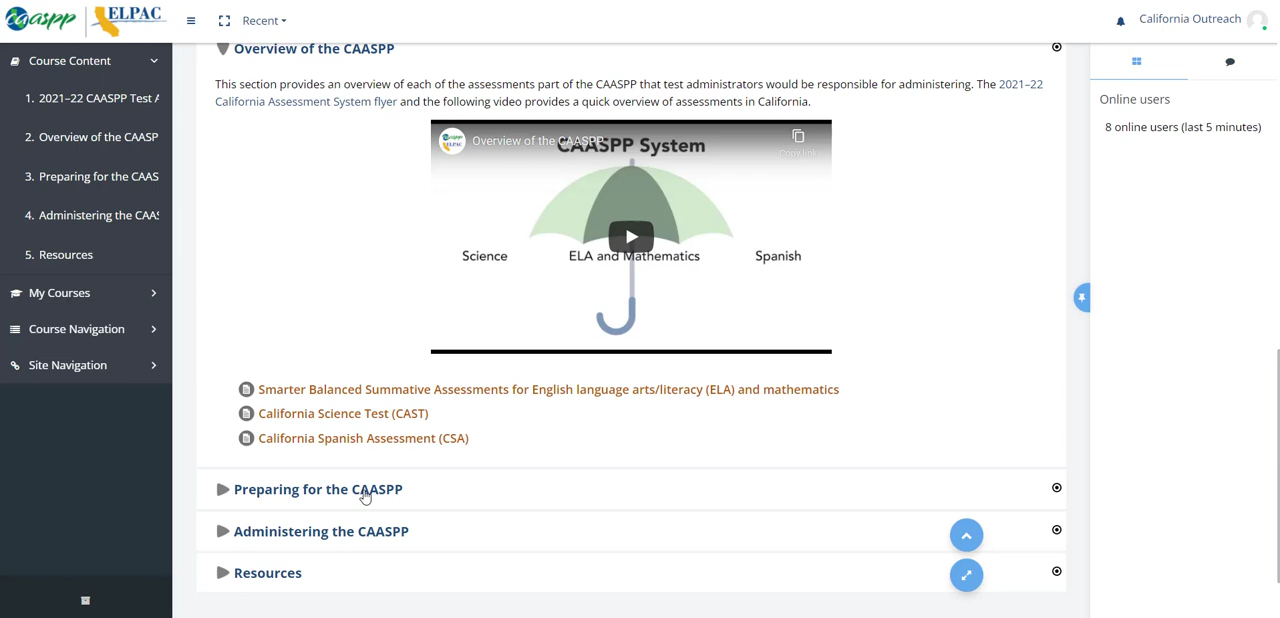 caaspp
ELPAC
Recent
California Outreach
Course Content
1. 2021–22 CAASPP Test A
2. Overview of the CAASP
3. Preparing for the CAAS
4. Administering the CAAS
5. Resources
My Courses
Course Navigation
Site Navigation
Overview of the CAASPP
This section provides an overview of each of the assessments part of the CAASPP that test administrators would be responsible for administering. The 2021–22
California Assessment System flyer and the following video provides a quick overview of assessments in California.
Overview of the CAASPP
Copy link
CAASPP System
Science
ELA and Mathematics
Spanish
Smarter Balanced Summative Assessments for English language arts/literacy (ELA) and mathematics
California Science Test (CAST)
California Spanish Assessment (CSA)
Preparing for the CAASPP
Administering the CAASPP
Resources
Online users
8 online users (last 5 minutes)